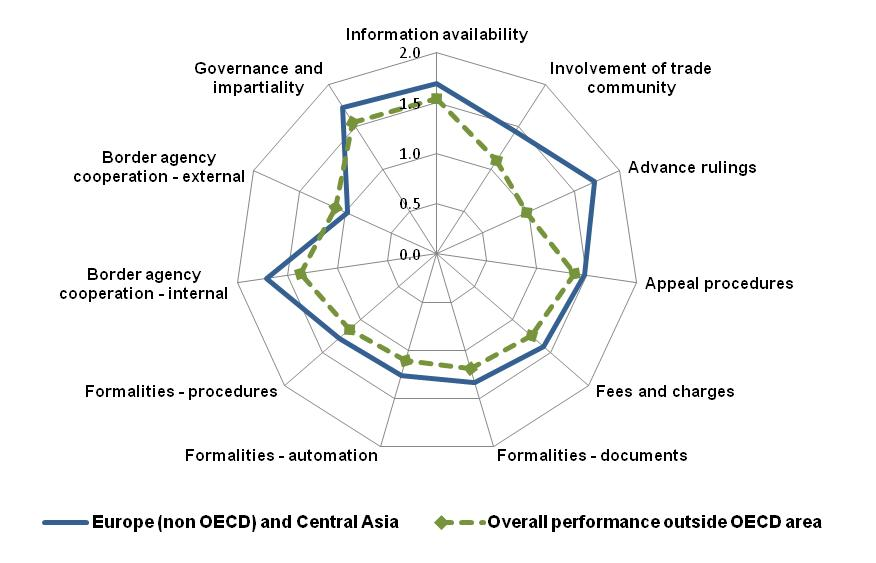 Information availability
2.0
Governance and
impartiality
Involvement of trade
community
1.5
Border agency
cooperation - external
1.0
Advance rulings
0.5
0.0
Border agency
cooperation - internal
Appeal procedures
Formalities - procedures
Fees and charges
Formalities - automation
Formalities - documents
Europe (non OECD) and Central Asia
Overall performance outside OECD area